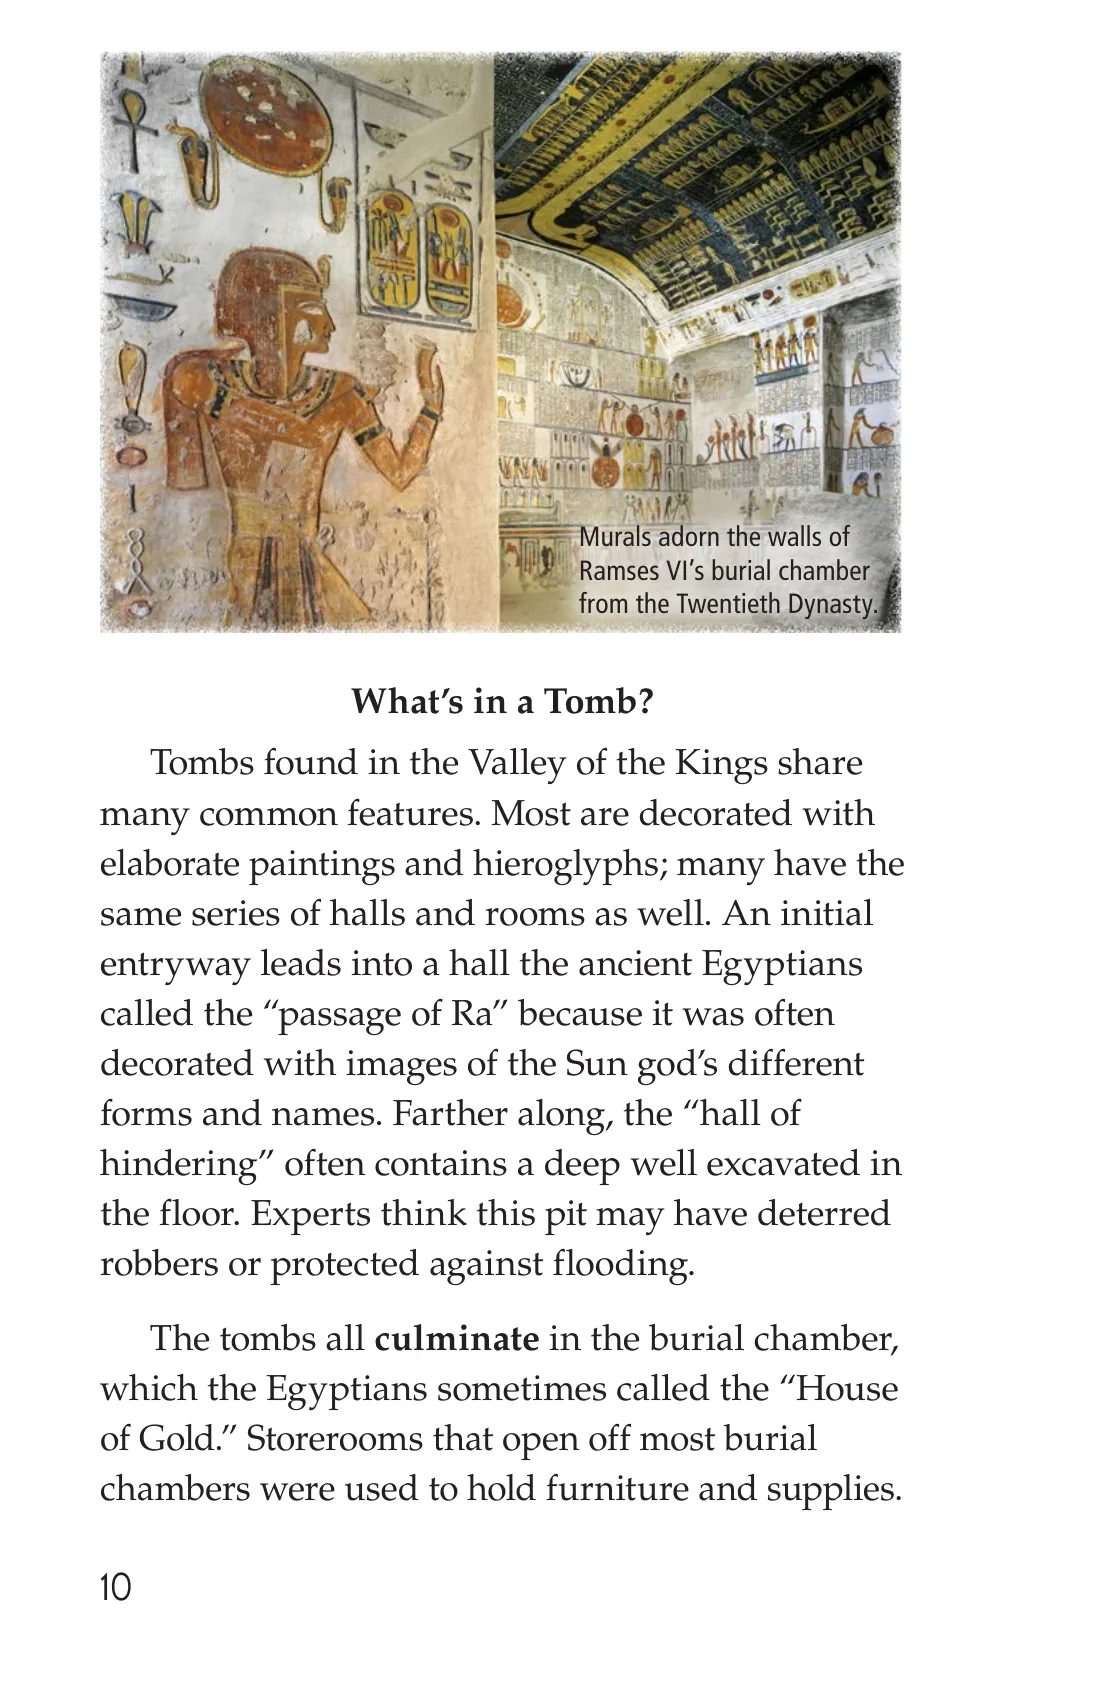 Murals adorn the walls of
Ramses VI’s burial chamber
from the Twentieth Dynasty.
What’s in a Tomb?
Tombs found in the Valley of the Kings share
many common features. Most are decorated with
elaborate paintings and hieroglyphs; many have the
same series of halls and rooms as well. An initial
entryway leads into a hall the ancient Egyptians
called the “passage of Ra” because it was often
decorated with images of the Sun god’s different
forms and names. Farther along, the “hall of
hindering” often contains a deep well excavated in
the floor. Experts think this pit may have deterred
robbers or protected against flooding.
The tombs all culminate in the burial chamber,
which the Egyptians sometimes called the “House
of Gold.” Storerooms that open off most burial
chambers were used to hold furniture and supplies.
10